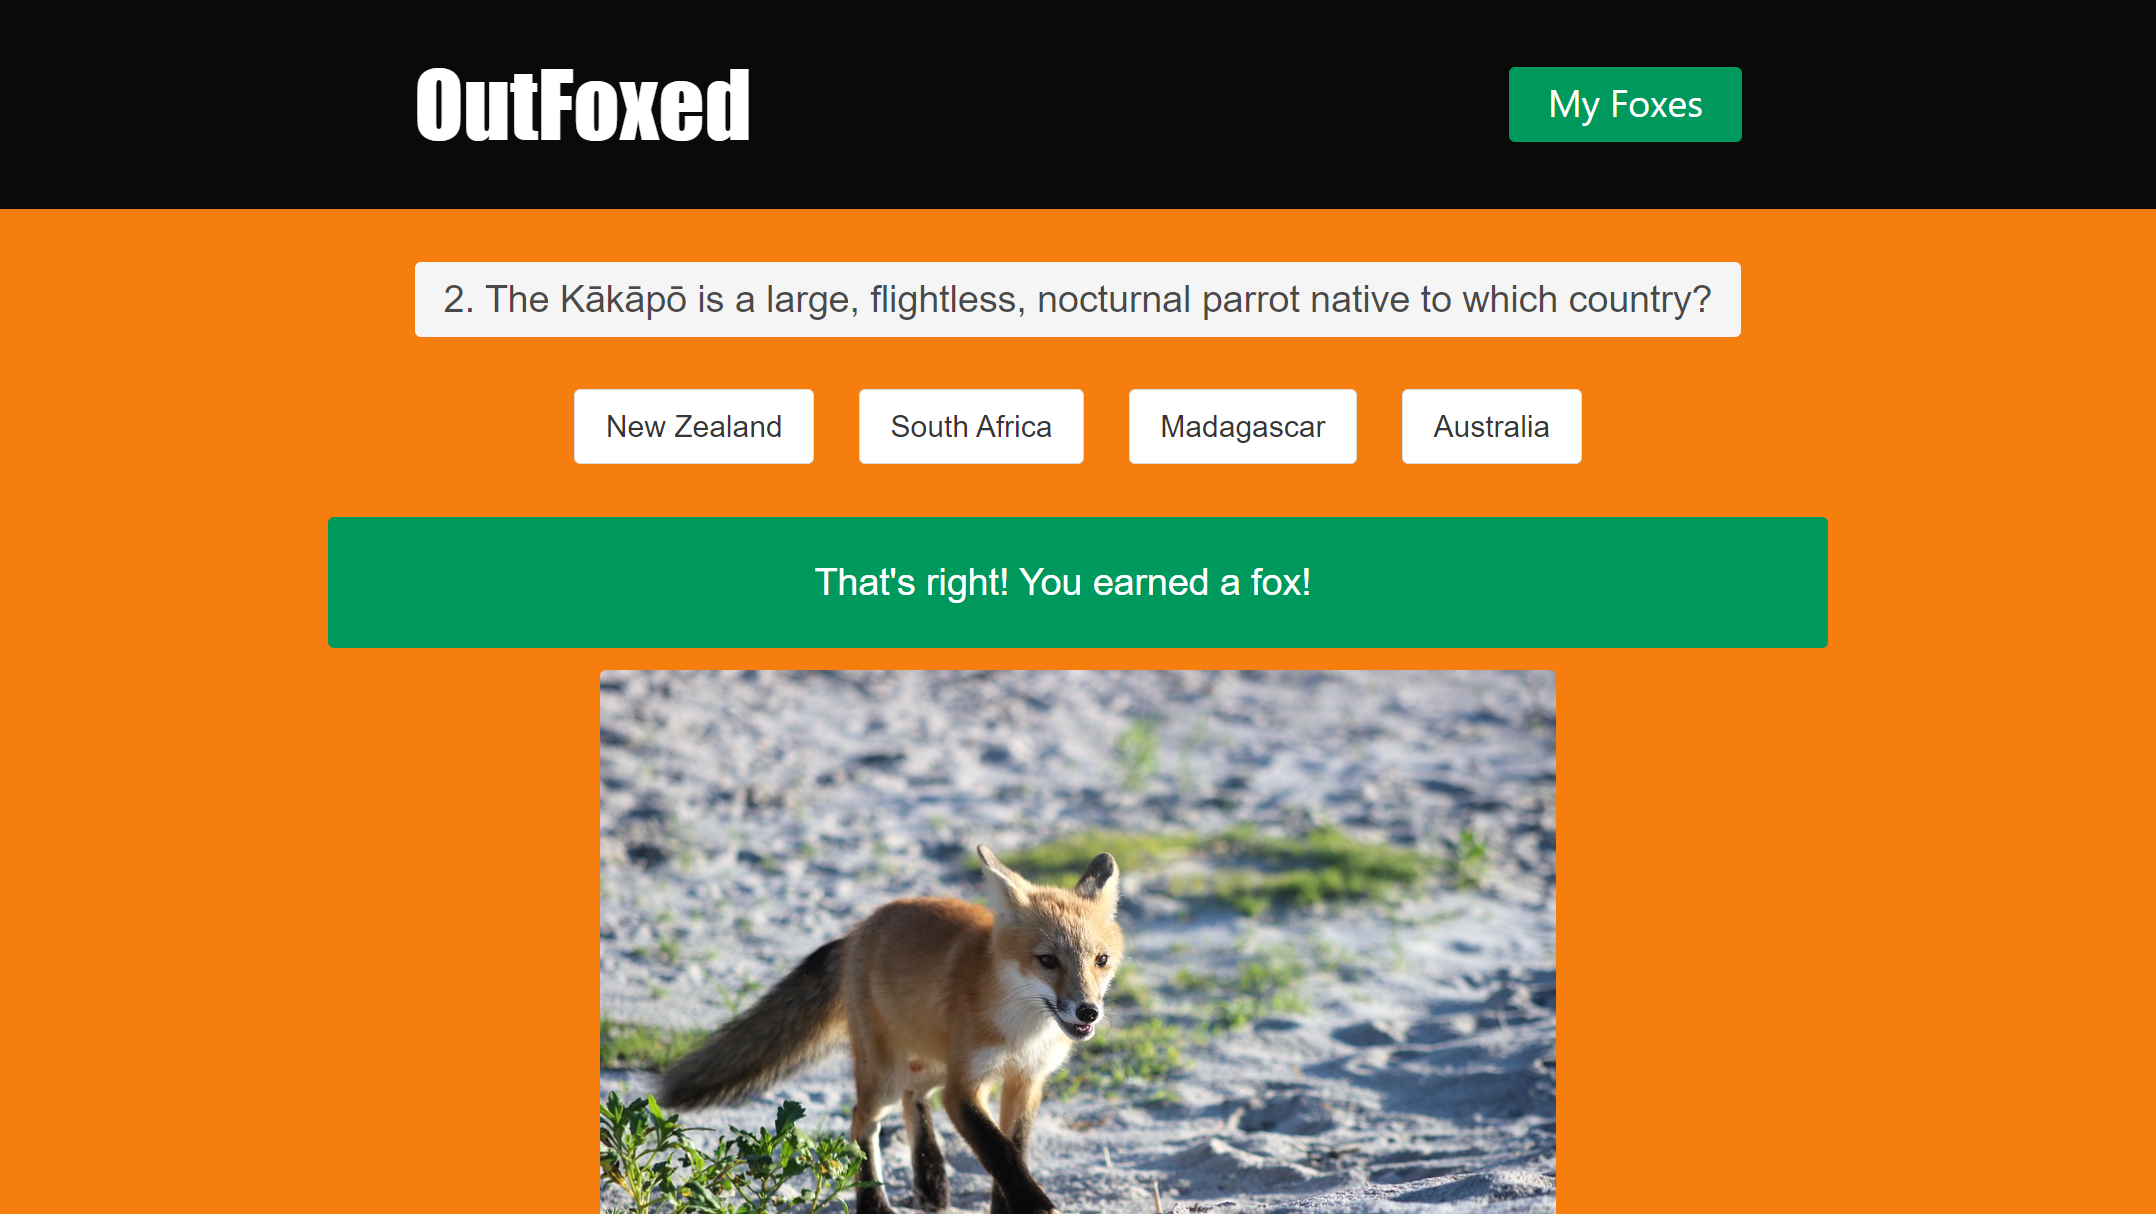 OutFoxed
My Foxes
2. The Kākāpō is a large, flightless, nocturnal parrot native to which country?
New Zealand
South Africa
Madagascar
Australia
That's right! You earned a fox!